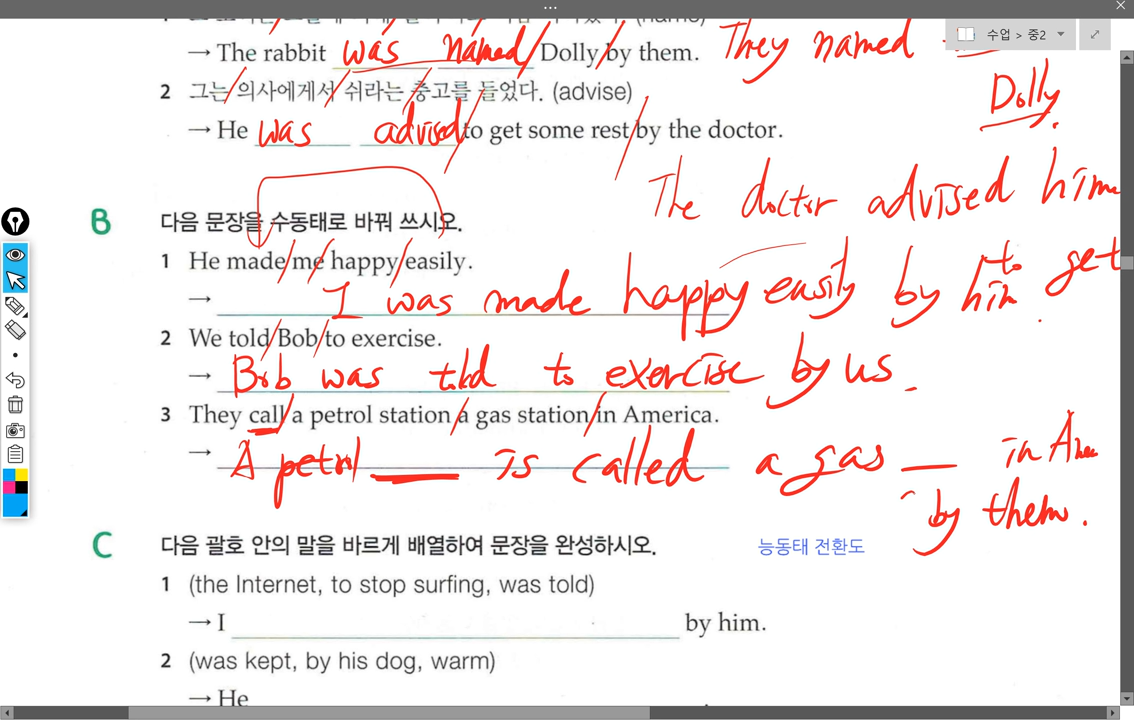 (name)
→ The rabbit was named Dolly by them. They named
Dolly.
2 그는 의사에게서 쉬라는 충고를 들었다. (advise)
→ He was advised to get some rest by the doctor.
The doctor advised him
to get
B 다음 문장을 수동태로 바꿔 쓰시오.
1 He made me happy easily.
→ I was made happy easily by him.
2 We told Bob to exercise.
→ Bob was told to exercise by us.
3 They call a petrol station a gas station in America.
→ A petrol is called a gas in
by them.
C 다음 괄호 안의 말을 바르게 배열하여 문장을 완성하시오.
능동태 전환도
1 (the Internet, to stop surfing, was told)
→ I by him.
2 (was kept, by his dog, warm)
→ He .
수업 > 중2